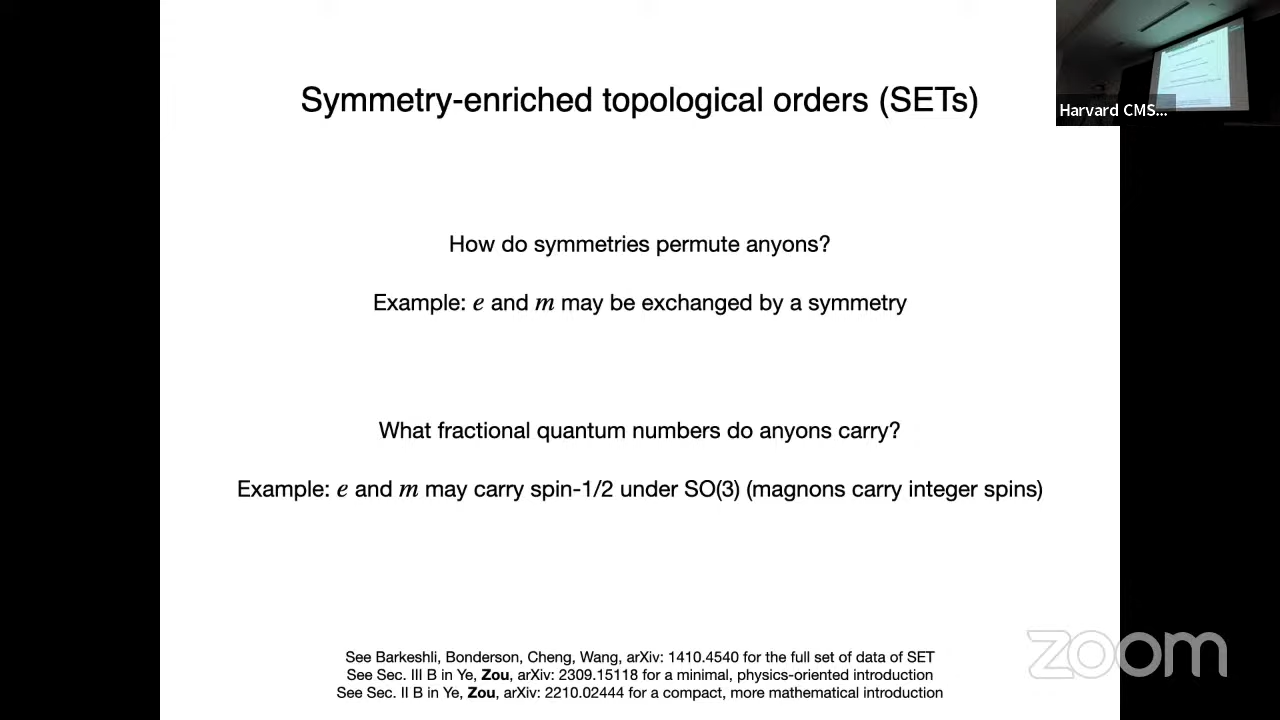 Symmetry-enriched topological orders (SETs)
Harvard CMS...
How do symmetries permute anyons?
Example: e and m may be exchanged by a symmetry
What fractional quantum numbers do anyons carry?
Example: e and m may carry spin-1/2 under SO(3) (magnons carry integer spins)
See Barkeshli, Bonderson, Cheng, Wang, arXiv: 1410.4540 for the full set of data of SET
See Sec. III B in Ye, Zou, arXiv: 2309.15118 for a minimal, physics-oriented introduction
See Sec. II B in Ye, Zou, arXiv: 2210.02444 for a compact, more mathematical introduction
zoom